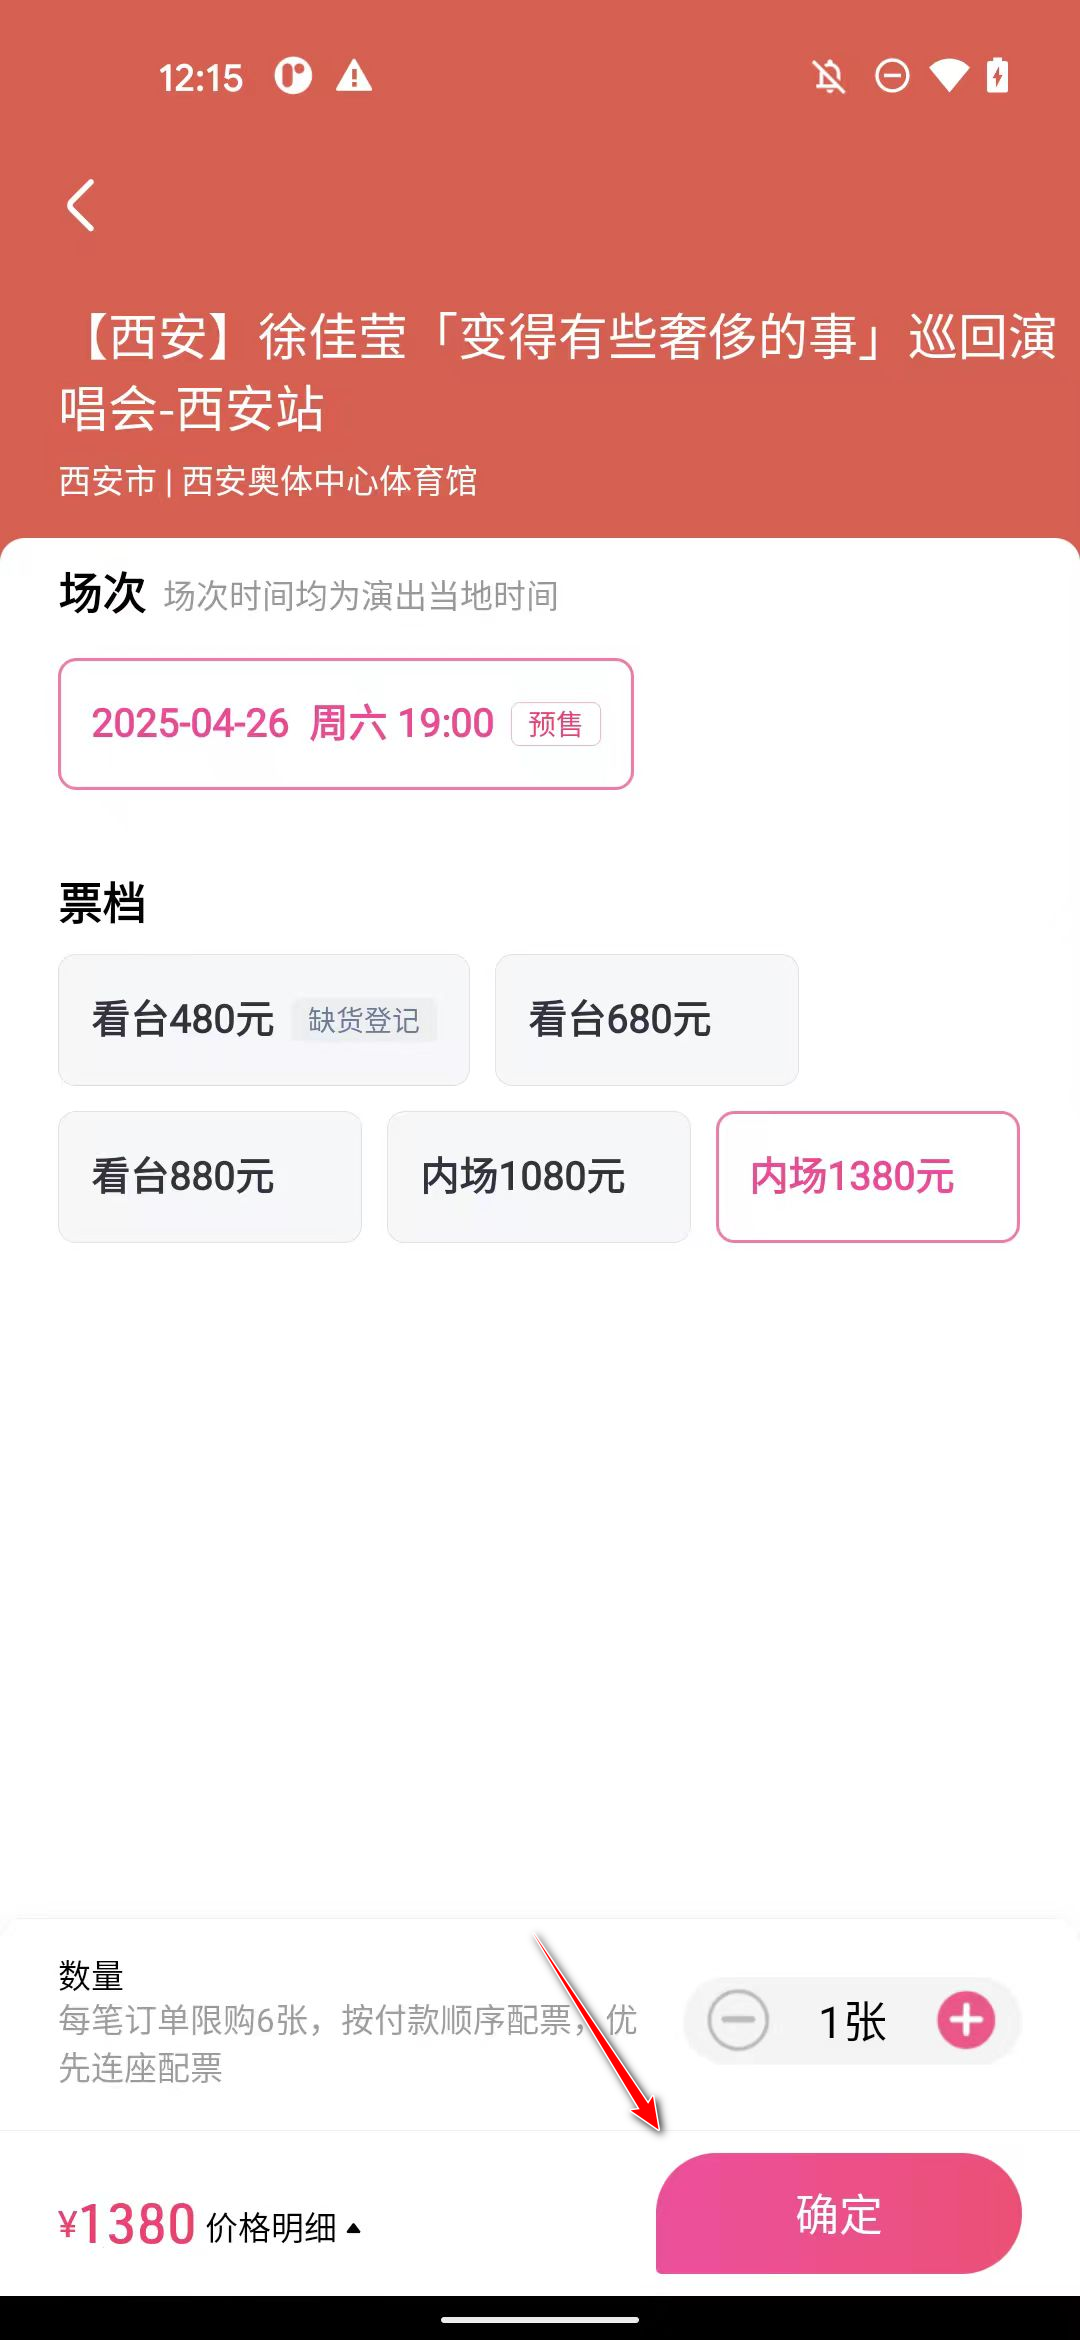 12:15
【西安】徐佳莹「变得有些奢侈的事」巡回演
唱会-西安站
西安市 | 西安奥体中心体育馆
场次 场次时间均为演出当地时间
2025-04-26 周六 19:00 预售
票档
看台480元 缺货登记 看台680元
看台880元 内场1080元 内场1380元
数量
每笔订单限购6张，按付款顺序配票，优
先连座配票
1张
¥1380 价格明细
确定